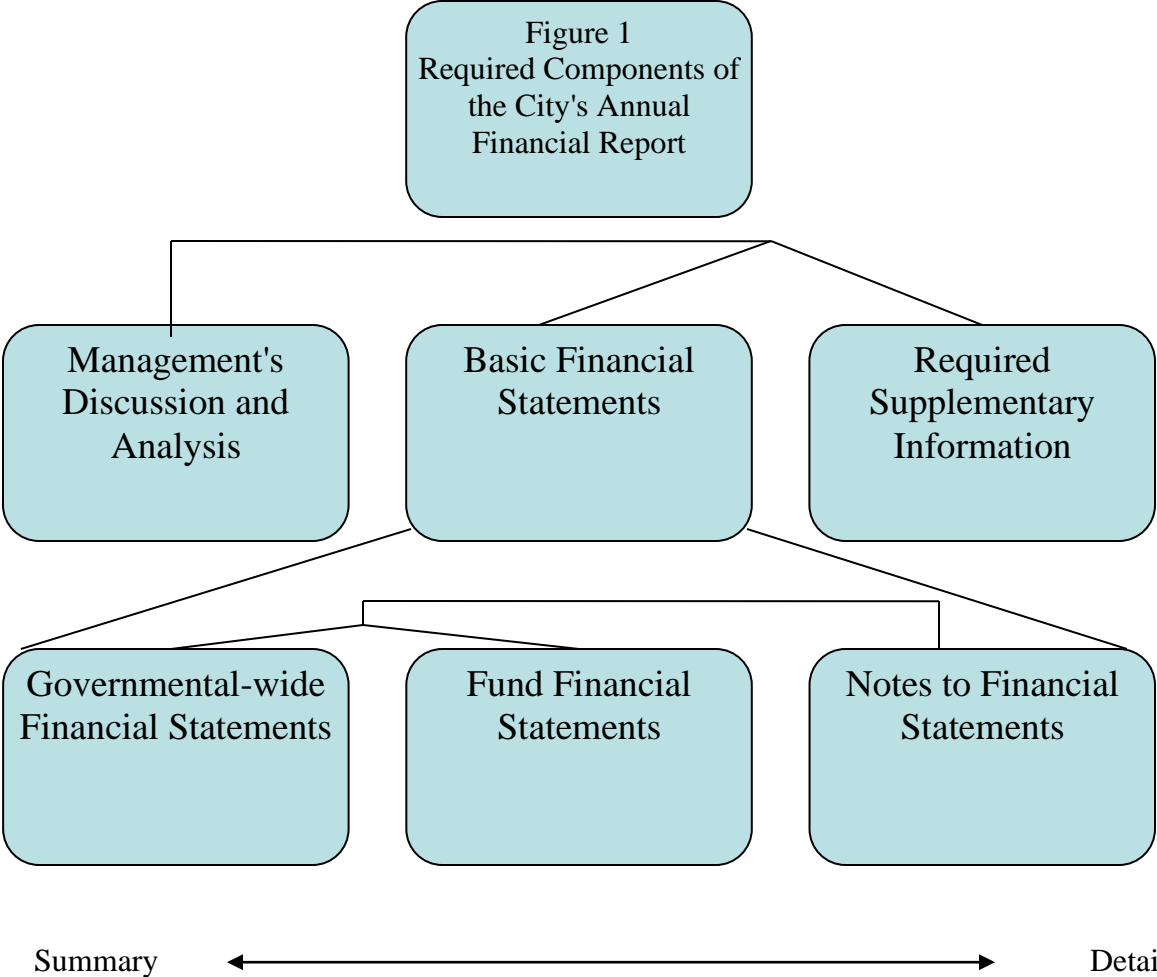 Figure 1
Required Components of
the City's Annual
Financial Report
Management's
Discussion and
Analysis
Basic Financial
Statements
Required
Supplementary
Information
Governmental-wide
Financial Statements
Fund Financial
Statements
Notes to Financial
Statements
Summary
Detai